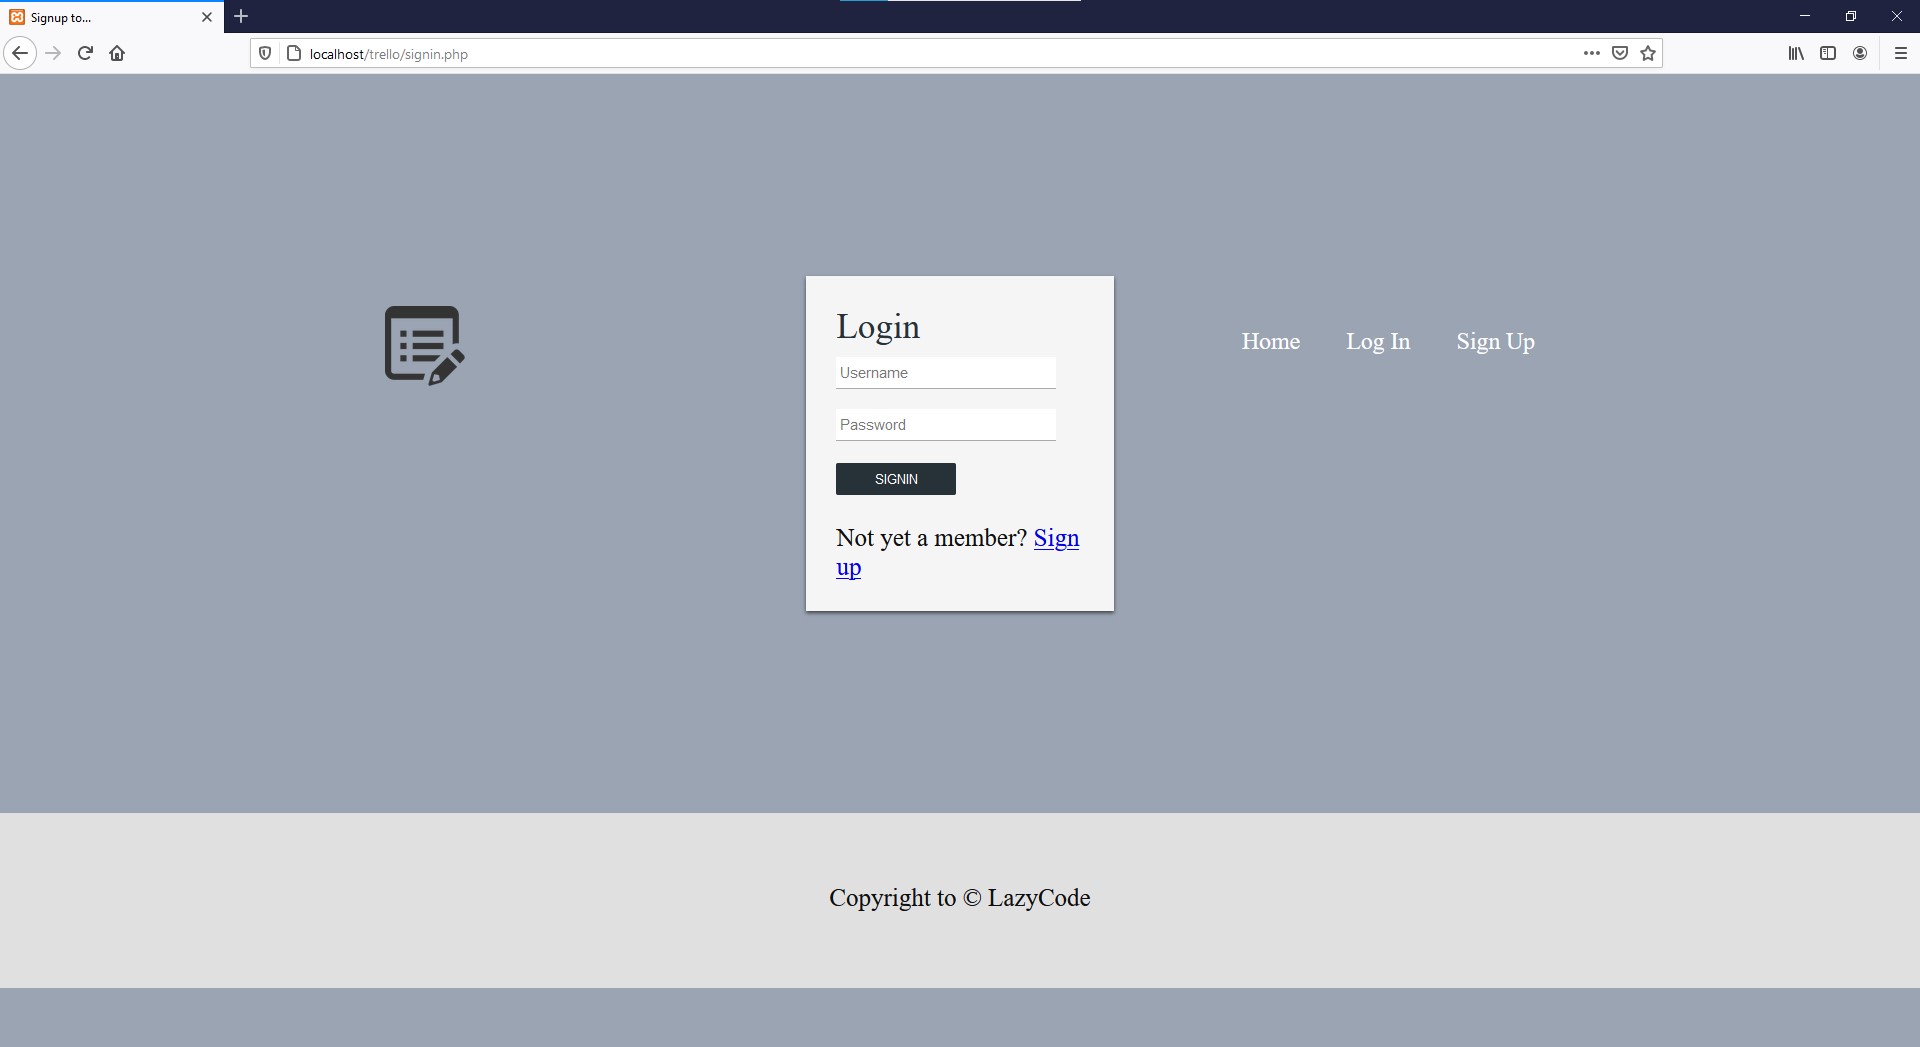 Signup to...
localhost/trello/signin.php
Login
Home Log In Sign Up
Username
Password
SIGNIN
Not yet a member? Sign
up
Copyright to © LazyCode